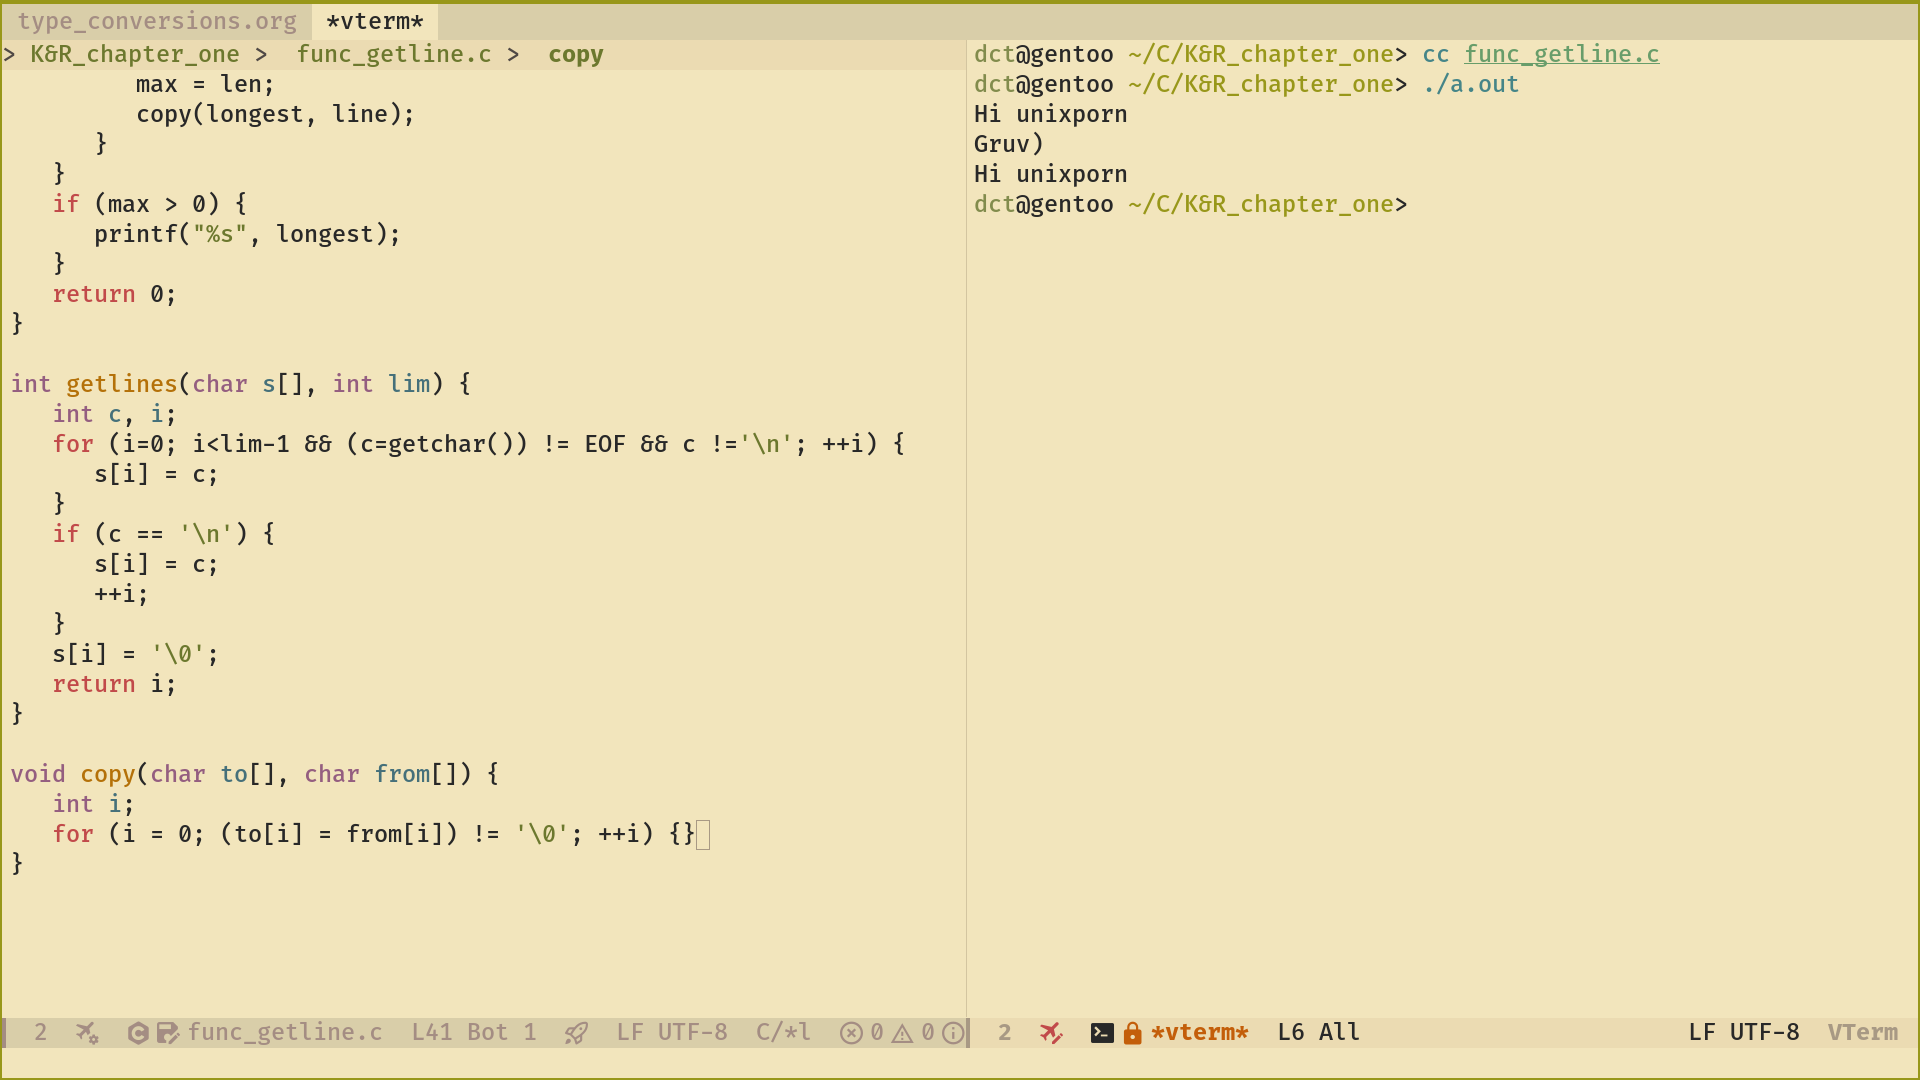 type_conversions.org *vterm*
> K&R_chapter_one > func_getline.c > copy
         max = len;
         copy(longest, line);
      }
   }
   if (max > 0) {
      printf("%s", longest);
   }
   return 0;
}
int getlines(char s[], int lim) {
   int c, i;
   for (i=0; i<lim-1 && (c=getchar()) != EOF && c !='\n'; ++i) {
      s[i] = c;
   }
   if (c == '\n') {
      s[i] = c;
      ++i;
   }
   s[i] = '\0';
   return i;
}
void copy(char to[], char from[]) {
   int i;
   for (i = 0; (to[i] = from[i]) != '\0'; ++i) {}
}
2 func_getline.c L41 Bot 1 LF UTF-8 C/*l 0 0
dct@gentoo ~/C/K&R_chapter_one> cc func_getline.c
dct@gentoo ~/C/K&R_chapter_one> ./a.out
Hi unixporn
Gruv)
Hi unixporn
dct@gentoo ~/C/K&R_chapter_one>
2 *vterm* L6 All LF UTF-8 VTerm